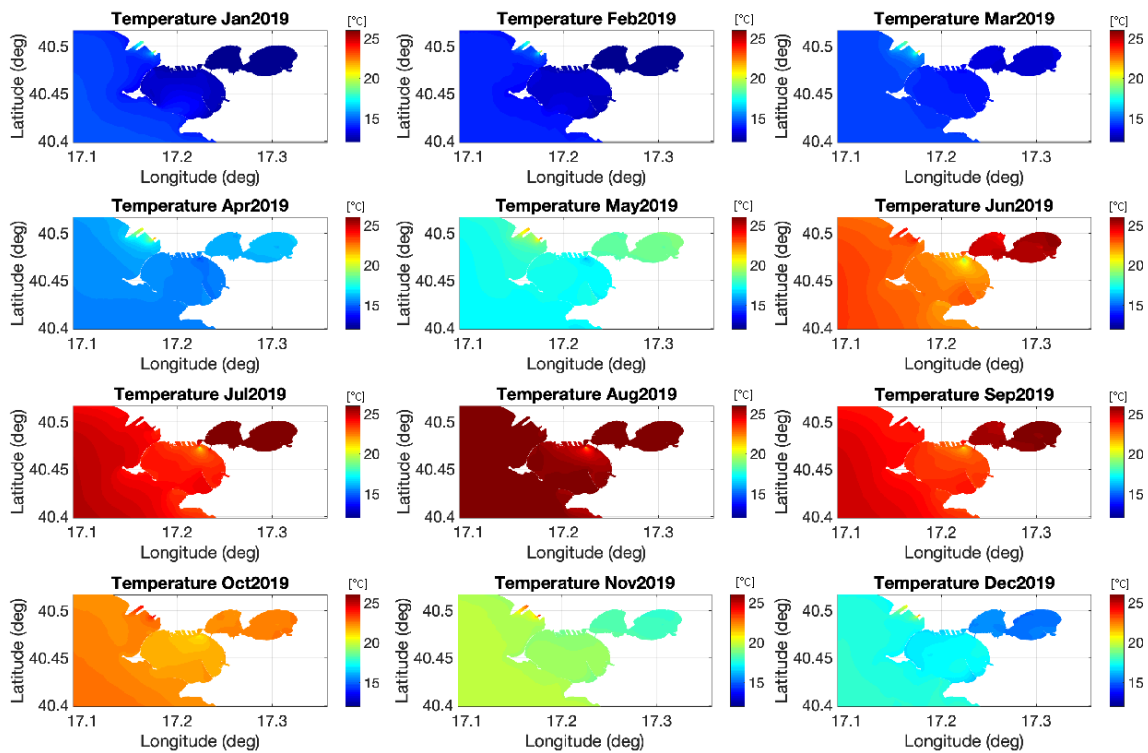 Temperature Jan2019 [°C] Temperature Feb2019 [°C] Temperature Mar2019 [°C]
40.5 25 40.5 25 40.5 25
Latitude (deg) 40.45 20 Latitude (deg) 40.45 20 Latitude (deg) 40.45 20
40.4 15 40.4 15 40.4 15
17.1 17.2 17.3 17.1 17.2 17.3 17.1 17.2 17.3
Longitude (deg) Longitude (deg) Longitude (deg)
Temperature Apr2019 [°C] Temperature May2019 [°C] Temperature Jun2019 [°C]
40.5 25 40.5 25 40.5 25
Latitude (deg) 40.45 20 Latitude (deg) 40.45 20 Latitude (deg) 40.45 20
40.4 15 40.4 15 40.4 15
17.1 17.2 17.3 17.1 17.2 17.3 17.1 17.2 17.3
Longitude (deg) Longitude (deg) Longitude (deg)
Temperature Jul2019 [°C] Temperature Aug2019 [°C] Temperature Sep2019 [°C]
40.5 25 40.5 25 40.5 25
Latitude (deg) 40.45 20 Latitude (deg) 40.45 20 Latitude (deg) 40.45 20
40.4 15 40.4 15 40.4 15
17.1 17.2 17.3 17.1 17.2 17.3 17.1 17.2 17.3
Longitude (deg) Longitude (deg) Longitude (deg)
Temperature Oct2019 [°C] Temperature Nov2019 [°C] Temperature Dec2019 [°C]
40.5 25 40.5 25 40.5 25
Latitude (deg) 40.45 20 Latitude (deg) 40.45 20 Latitude (deg) 40.45 20
40.4 15 40.4 15 40.4 15
17.1 17.2 17.3 17.1 17.2 17.3 17.1 17.2 17.3
Longitude (deg) Longitude (deg) Longitude (deg)